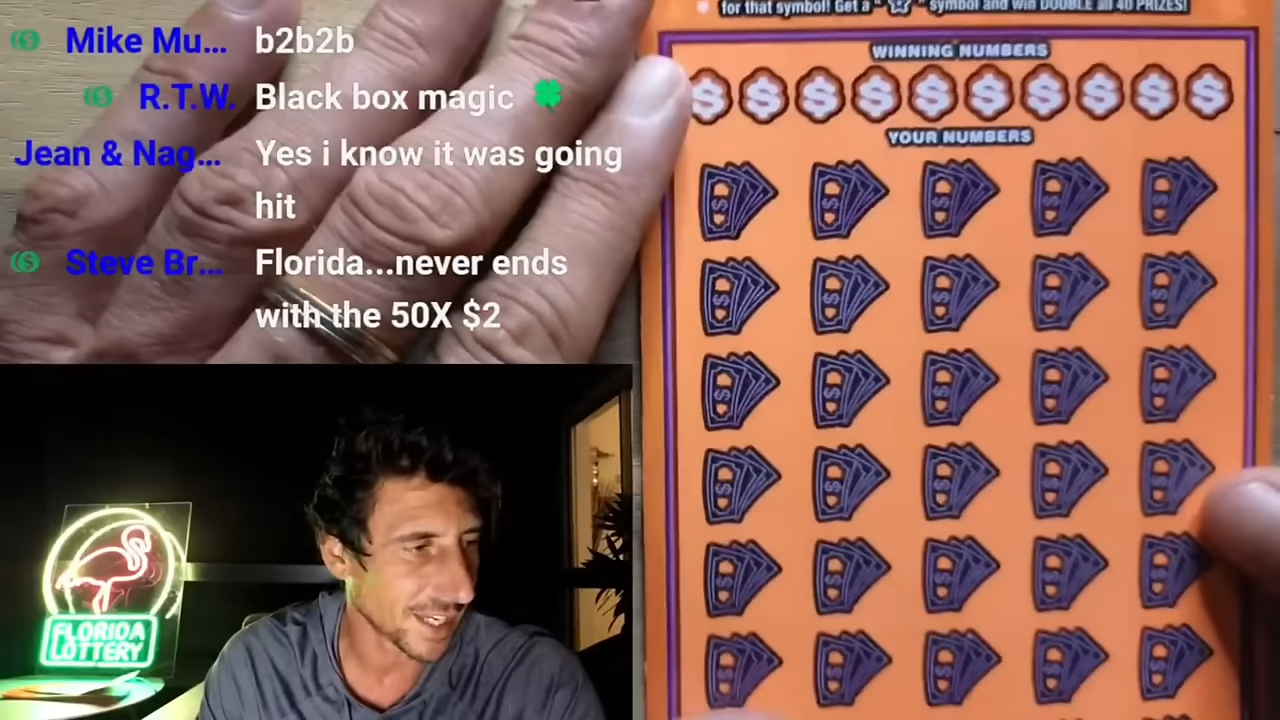 for that symbol! Get a " " symbol and win DOUBLE all 40 PRIZES!
Mike Mu... b2b2b
R.T.W. Black box magic
Jean & Nag... Yes i know it was going
hit
Steve Br... Florida...never ends
with the 50X $2
WINNING NUMBERS
$ $ $ $ $ $ $ $ $ $
YOUR NUMBERS
FLORIDA
LOTTERY